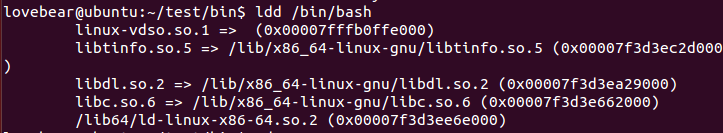 lovebear@ubuntu:~/test/bin$ ldd /bin/bash
linux-vdso.so.1 =>  (0x00007fffb0ffe000)
libtinfo.so.5 => /lib/x86_64-linux-gnu/libtinfo.so.5 (0x00007f3d3ec2d000
)
libdl.so.2 => /lib/x86_64-linux-gnu/libdl.so.2 (0x00007f3d3ea29000)
libc.so.6 => /lib/x86_64-linux-gnu/libc.so.6 (0x00007f3d3e662000)
/lib64/ld-linux-x86-64.so.2 (0x00007f3d3ee6e000)